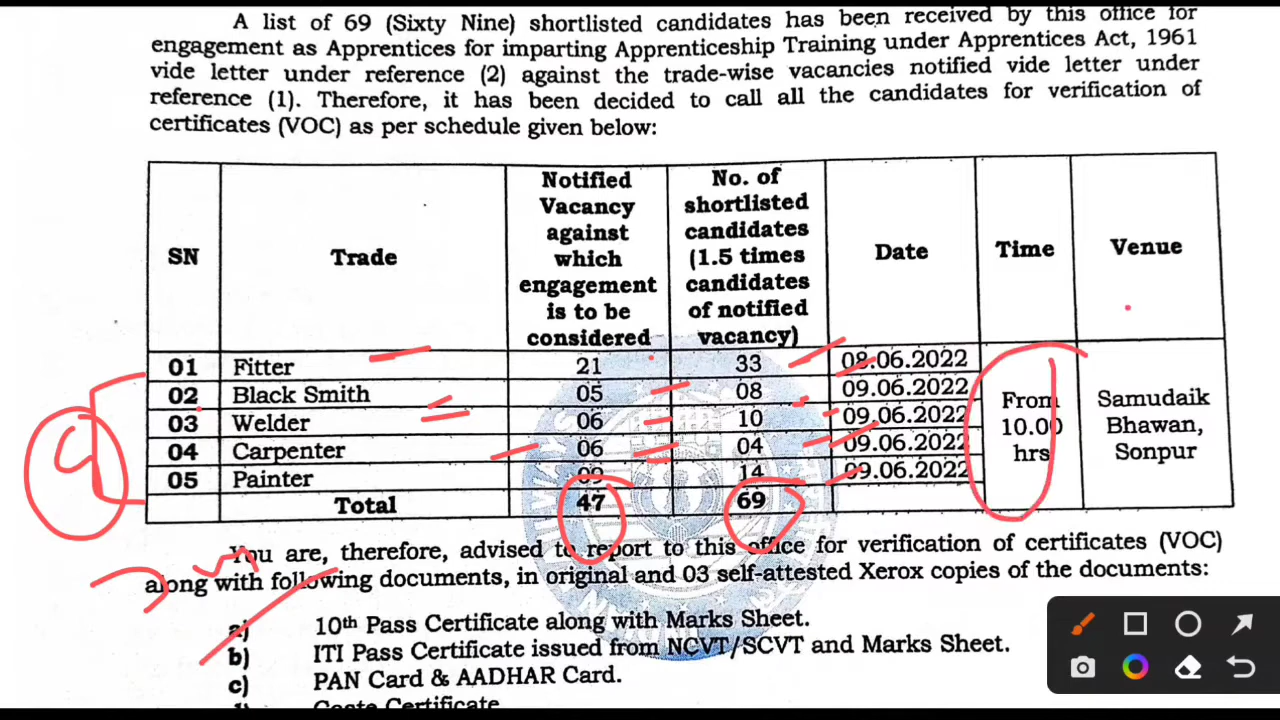 A list of 69 (Sixty Nine) shortlisted candidates has been received by this office for
engagement as Apprentices for imparting Apprenticeship Training under Apprentices Act, 1961
vide letter under reference (2) against the trade-wise vacancies notified vide letter under
reference (1). Therefore, it has been decided to call all the candidates for verification of
certificates (VOC) as per schedule given below:
SN Trade Notified Vacancy against which engagement is to be considered No. of shortlisted candidates (1.5 times candidates of notified vacancy) Date Time Venue
01 Fitter 21 33 08.06.2022 From 10.00 hrs Samudaik Bhawan, Sonpur
02 Black Smith 05 08 09.06.2022
03 Welder 06 10 09.06.2022
04 Carpenter 06 04 09.06.2022
05 Painter 09 14 09.06.2022
Total 47 69
You are, therefore, advised to report to this office for verification of certificates (VOC)
along with following documents, in original and 03 self-attested Xerox copies of the documents:
a) 10th Pass Certificate along with Marks Sheet.
b) ITI Pass Certificate issued from NCVT/SCVT and Marks Sheet.
c) PAN Card & AADHAR Card.
d) Caste Certificate